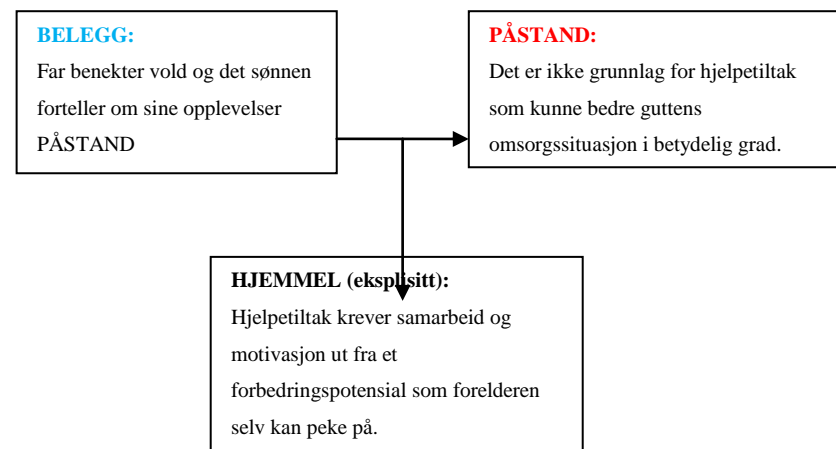 BELEGG:
Far benekter vold og det sønnen
forteller om sine opplevelser
PÅSTAND
PÅSTAND:
Det er ikke grunnlag for hjelpetiltak
som kunne bedre guttens
omsorgssituasjon i betydelig grad.
HJEMMEL (eksplisitt):
Hjelpetiltak krever samarbeid og
motivasjon ut fra et
forbedringspotensial som forelderen
selv kan peke på.